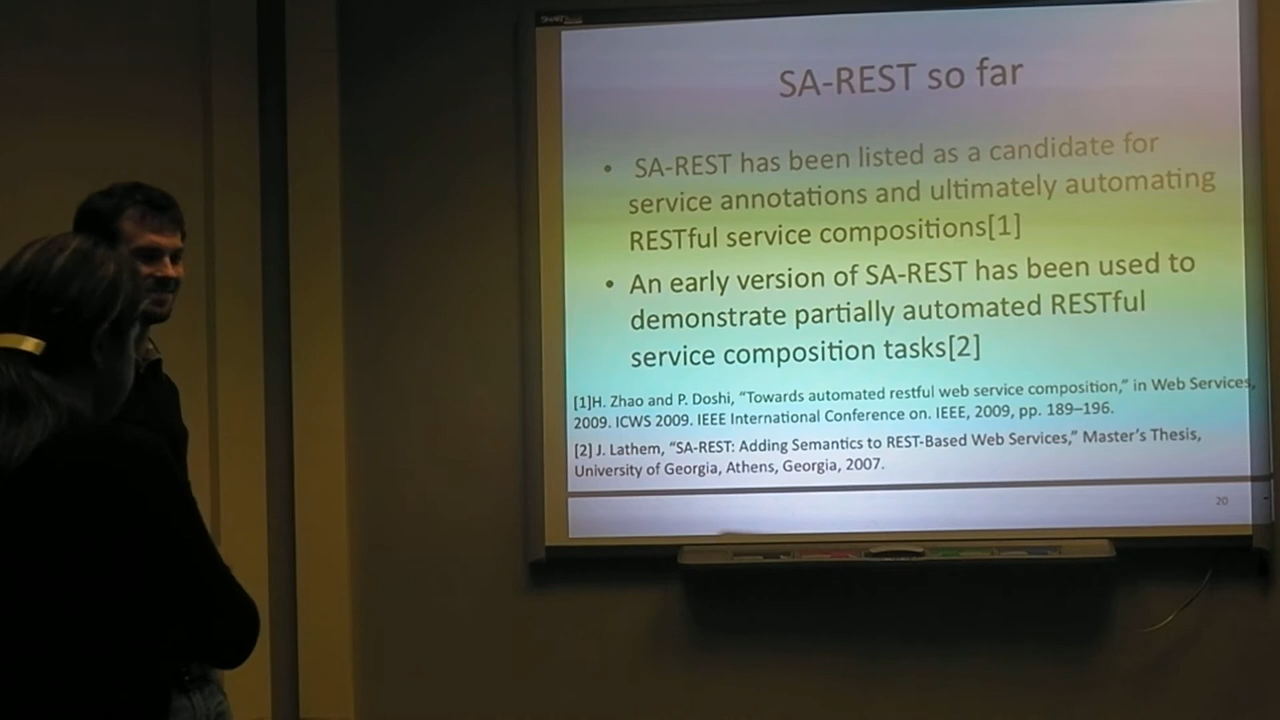 SMART
SA-REST so far
• SA-REST has been listed as a candidate for
service annotations and ultimately automating
RESTful service compositions[1]
• An early version of SA-REST has been used to
demonstrate partially automated RESTful
service composition tasks[2]
[1]H. Zhao and P. Doshi, “Towards automated restful web service composition,” in Web Services,
2009. ICWS 2009. IEEE International Conference on. IEEE, 2009, pp. 189–196.
[2] J. Lathem, “SA-REST: Adding Semantics to REST-Based Web Services,” Master’s Thesis,
University of Georgia, Athens, Georgia, 2007.
20